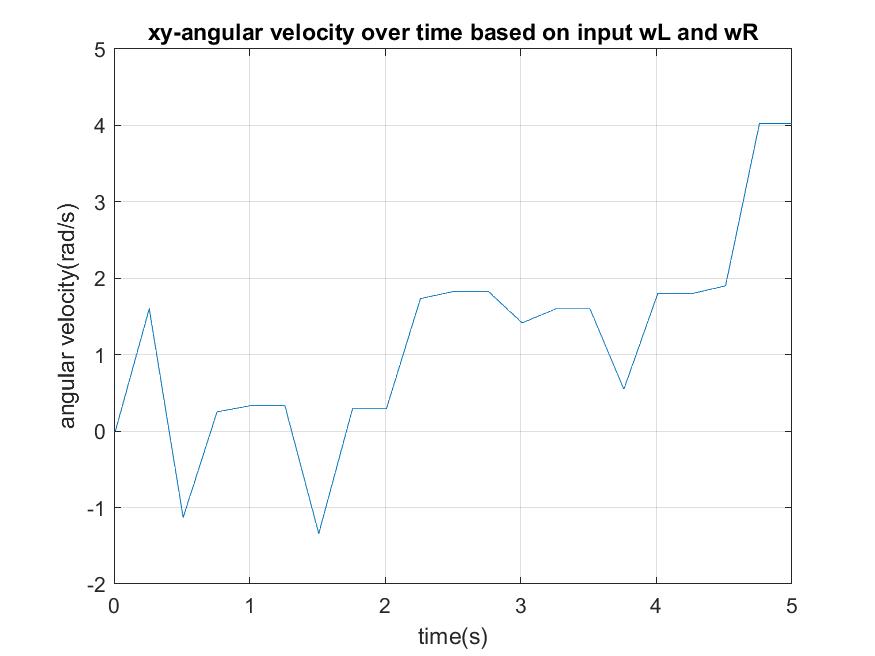 xy-angular velocity over time based on input wL and wR
5
4
3
2
1
0
-1
-2
angular velocity(rad/s)
0 1 2 3 4 5
time(s)